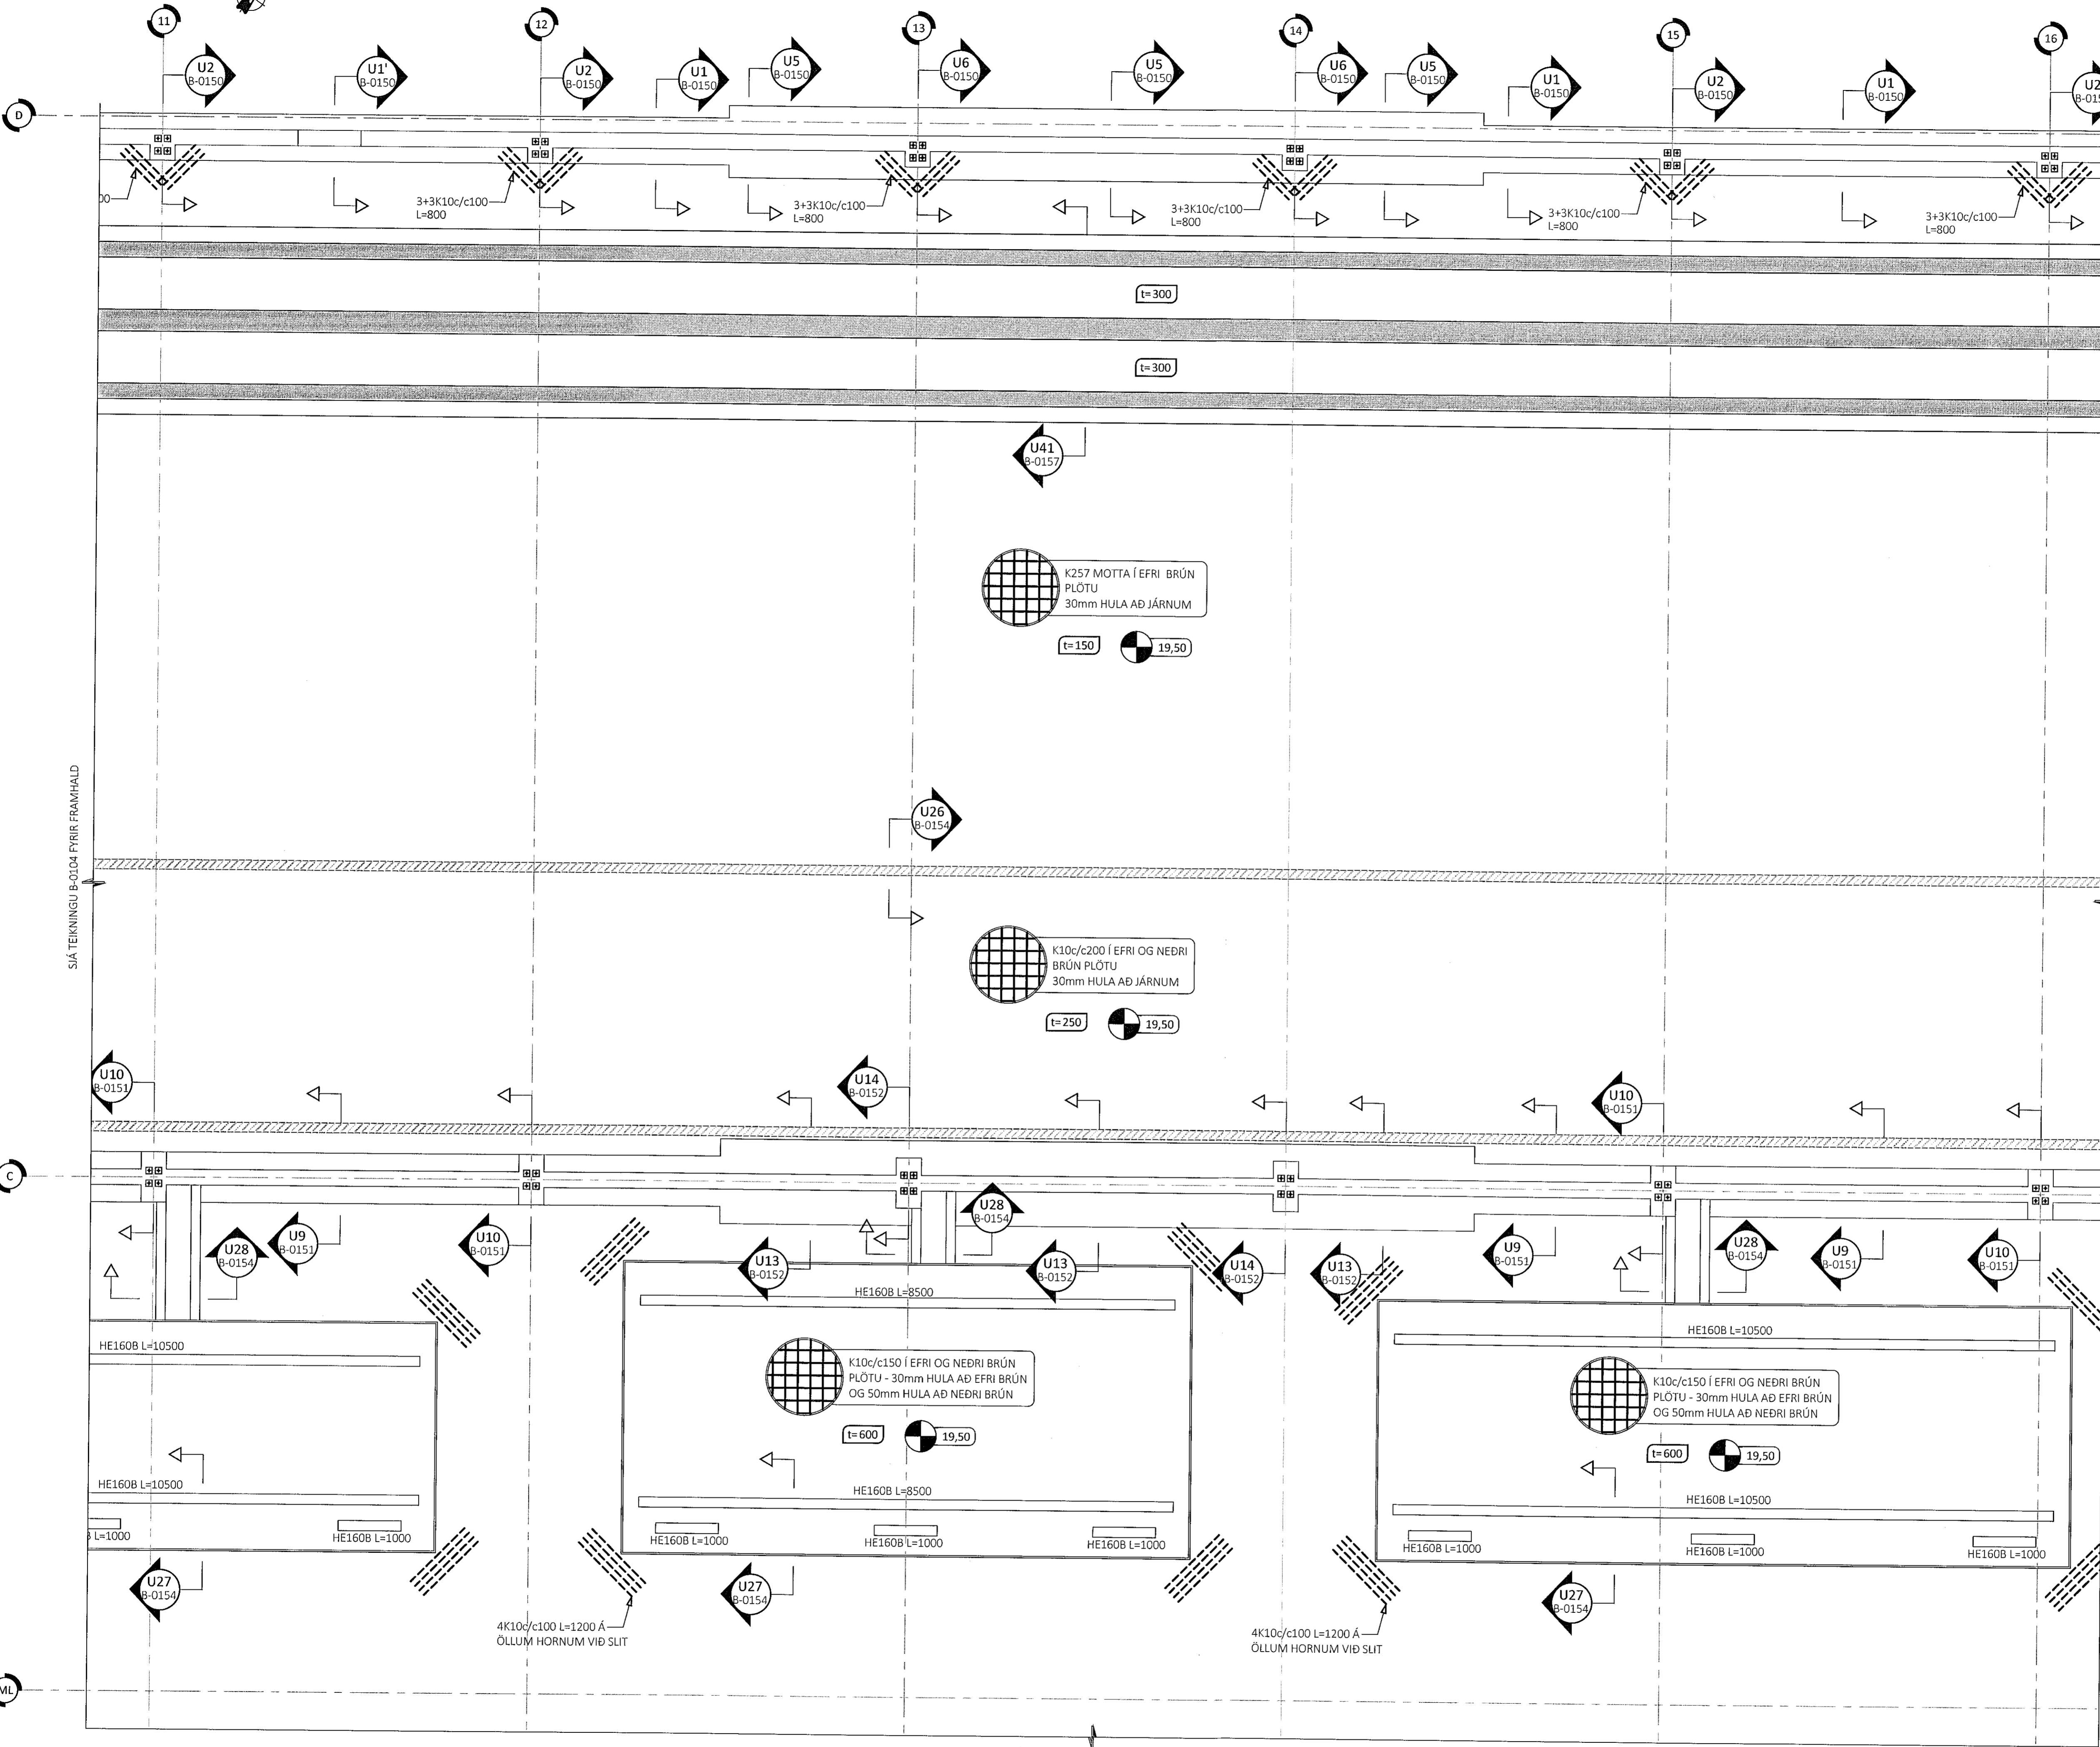 11
12
13
14
15
16
U2
B-0150
U1'
B-0150
U2
B-0150
U1
B-0150
U5
B-0150
U6
B-0150
U5
B-0150
U6
B-0150
U5
B-0150
U1
B-0150
U2
B-0150
U1
B-0150
D
3+3K10c/c100
L=800
3+3K10c/c100
L=800
3+3K10c/c100
L=800
3+3K10c/c100
L=800
3+3K10c/c100
L=800
t=300
t=300
U41
B-0157
K257 MOTTA Í EFRI BRÚN
PLÖTU
30mm HULA AÐ JÁRNUM
t=150
19,50
SJÁ TEIKNINGU B-0104 FYRIR FRAMHALD
U26
B-0154
K10c/c200 Í EFRI OG NEÐRI
BRÚN PLÖTU
30mm HULA AÐ JÁRNUM
t=250
19,50
U10
B-0151
U14
B-0152
U10
B-0151
C
U28
B-0154
U9
B-0151
U10
B-0151
U13
B-0152
U28
B-0154
U13
B-0152
U14
B-0152
U13
B-0152
U9
B-0151
U28
B-0154
U9
B-0151
U10
B-0151
HE160B L=10500
HE160B L=8500
HE160B L=10500
K10c/c150 Í EFRI OG NEÐRI BRÚN
PLÖTU - 30mm HULA AÐ EFRI BRÚN
OG 50mm HULA AÐ NEÐRI BRÚN
t=600
19,50
K10c/c150 Í EFRI OG NEÐRI BRÚN
PLÖTU - 30mm HULA AÐ EFRI BRÚN
OG 50mm HULA AÐ NEÐRI BRÚN
t=600
19,50
HE160B L=10500
HE160B L=8500
HE160B L=10500
L=1000
HE160B L=1000
HE160B L=1000
HE160B L=1000
HE160B L=1000
HE160B L=1000
HE160B L=1000
HE160B L=1000
U27
B-0154
U27
B-0154
U27
B-0154
4K10c/c100 L=1200 Á
ÖLLUM HORNUM VIÐ SLIT
4K10c/c100 L=1200 Á
ÖLLUM HORNUM VIÐ SLIT
ML